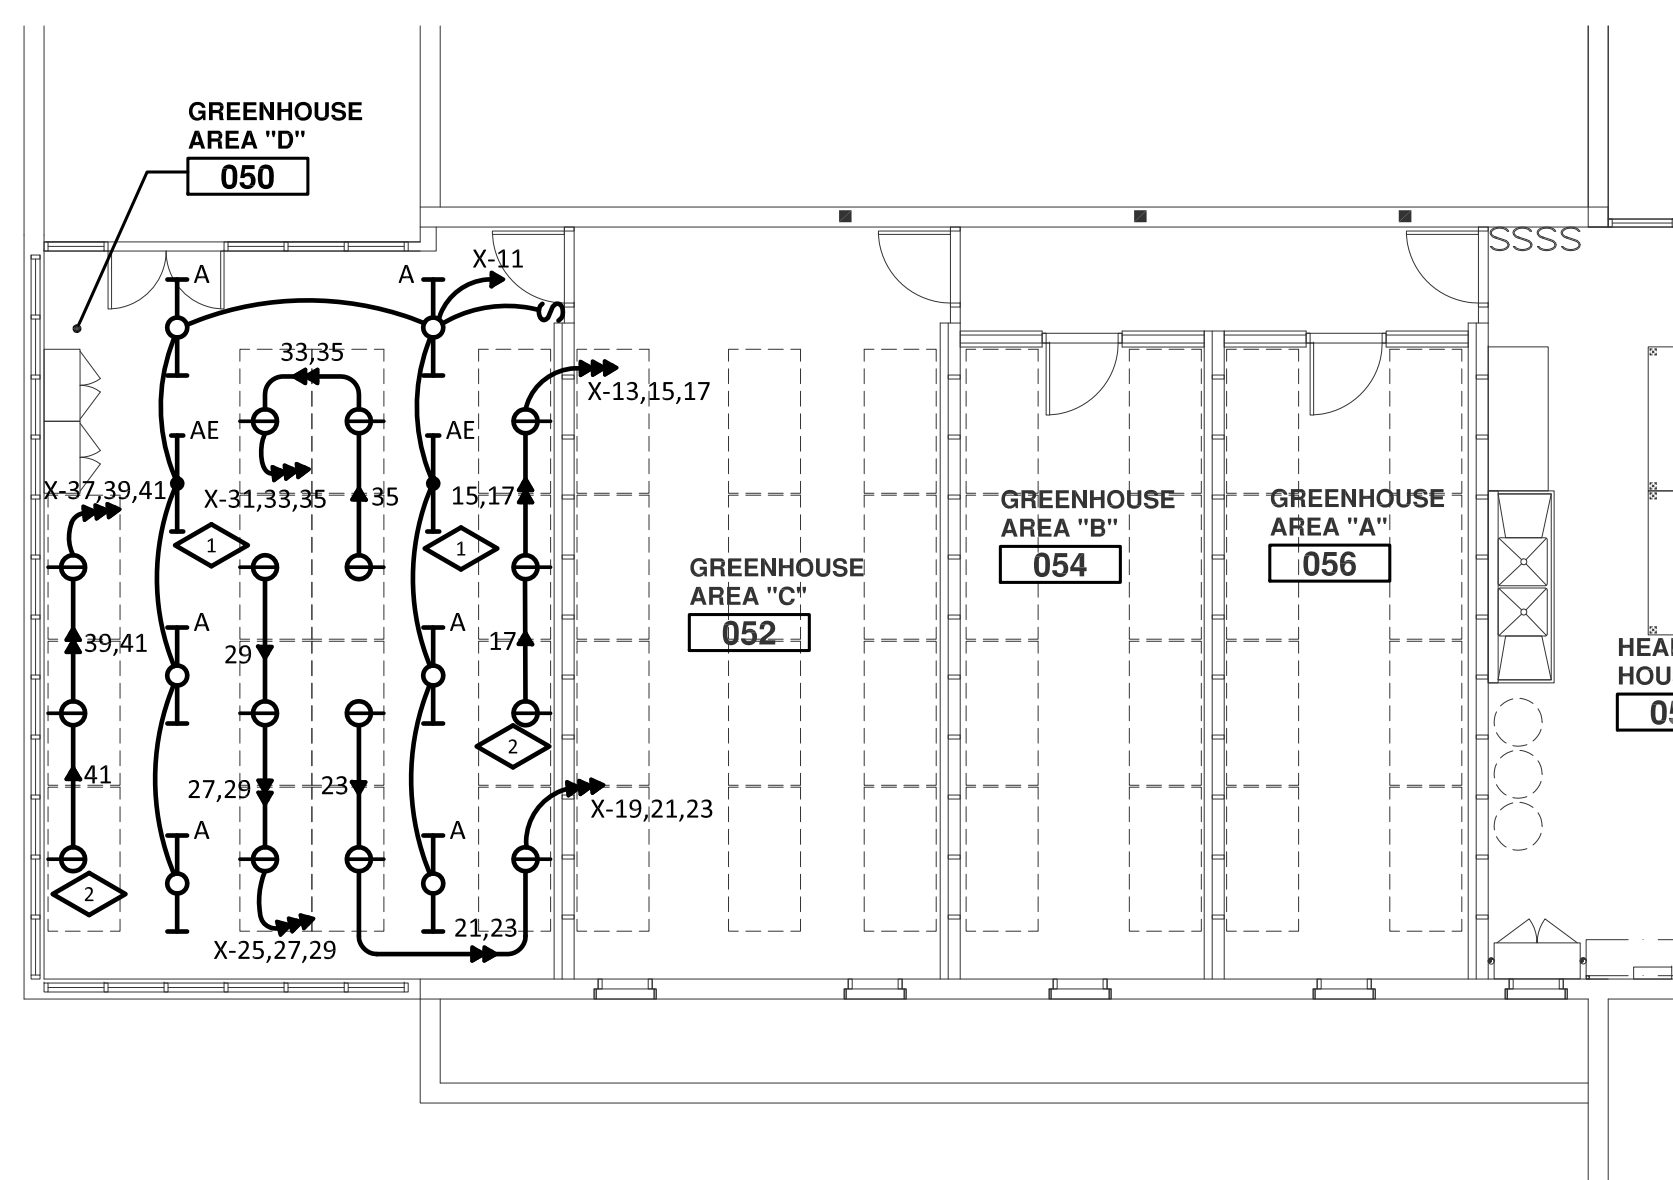 GREENHOUSE
AREA "D"
050
SSSS
X-11
A
A
S
33,35
X-13,15,17
AE
AE
X-37,39,41
X-31,33,35
35
15,17
GREENHOUSE
AREA "B"
054
GREENHOUSE
AREA "A"
056
1
1
GREENHOUSE
AREA "C"
052
A
A
39,41
29
17
2
41
27,29
23
X-19,21,23
A
A
2
21,23
X-25,27,29